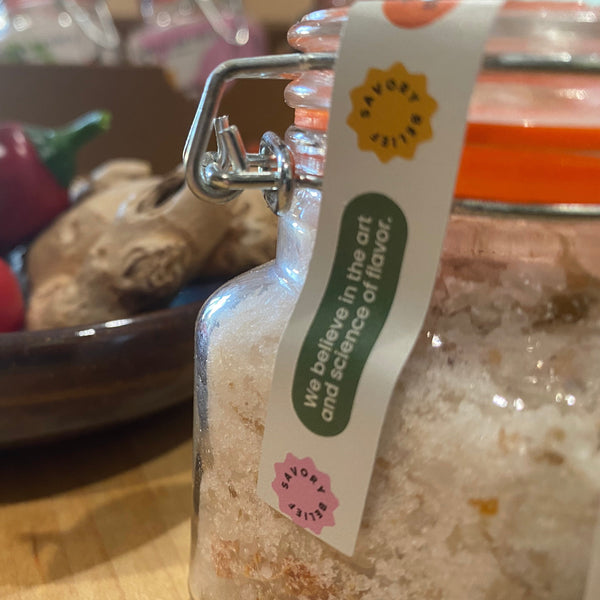 SAVORY BELIEF
We believe in the art
and science of flavor.
SAVORY BELIEF